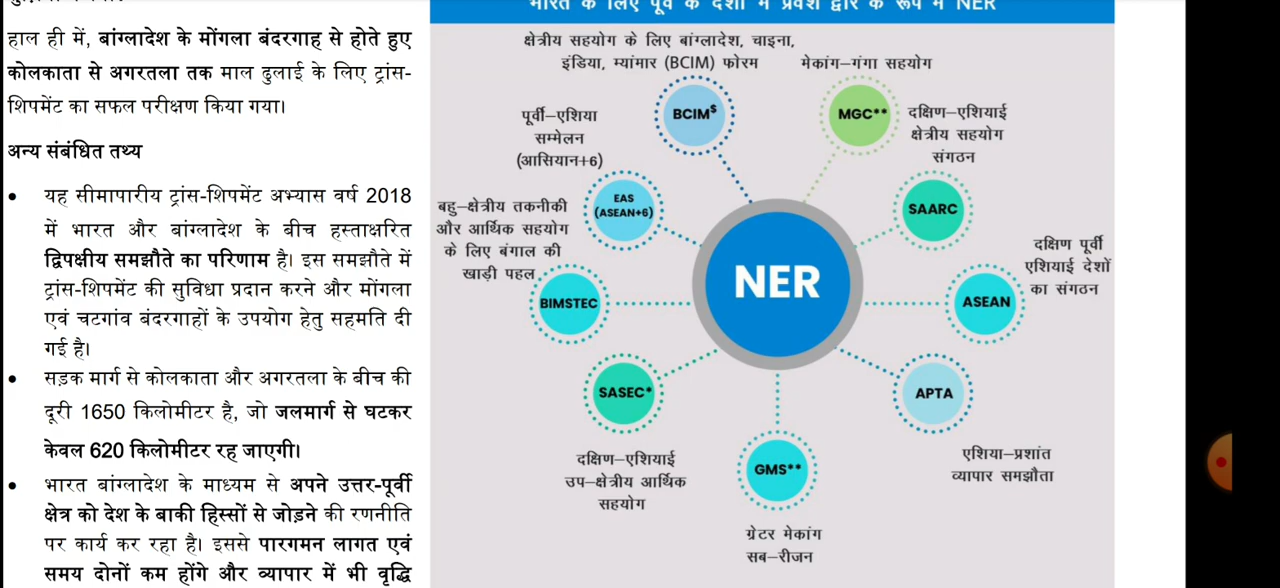 हाल ही में, बांग्लादेश के मोंगला बंदरगाह से होते हुए
कोलकाता से अगरतला तक माल ढुलाई के लिए ट्रांस-
शिपमेंट का सफल परीक्षण किया गया।
अन्य संबंधित तथ्य
• यह सीमापारीय ट्रांस-शिपमेंट अभ्यास वर्ष 2018
में भारत और बांग्लादेश के बीच हस्ताक्षरित
द्विपक्षीय समझौते का परिणाम है। इस समझौते में
ट्रांस-शिपमेंट की सुविधा प्रदान करने और मोंगला
एवं चटगांव बंदरगाहों के उपयोग हेतु सहमति दी
गई है।
• सड़क मार्ग से कोलकाता और अगरतला के बीच की
दूरी 1650 किलोमीटर है, जो जलमार्ग से घटकर
केवल 620 किलोमीटर रह जाएगी।
• भारत बांग्लादेश के माध्यम से अपने उत्तर-पूर्वी
क्षेत्र को देश के बाकी हिस्सों से जोड़ने की रणनीति
पर कार्य कर रहा है। इससे पारगमन लागत एवं
समय दोनों कम होंगे और व्यापार में भी वृद्धि
भारत के लिए पूर्व के देशों में प्रवेश द्वार के रूप में NER
क्षेत्रीय सहयोग के लिए बांग्लादेश, चाइना,
इंडिया, म्यांमार (BCIM) फोरम
BCIM$
मेकांग–गंगा सहयोग
MGC**
पूर्वी–एशिया
सम्मेलन
(आसियान+6)
EAS
(ASEAN+6)
दक्षिण–एशियाई
क्षेत्रीय सहयोग
संगठन
SAARC
बहु–क्षेत्रीय तकनीकी
और आर्थिक सहयोग
के लिए बंगाल की
खाड़ी पहल
BIMSTEC
NER
दक्षिण पूर्वी
एशियाई देशों
का संगठन
ASEAN
SASEC*
दक्षिण–एशियाई
उप–क्षेत्रीय आर्थिक
सहयोग
GMS**
ग्रेटर मेकांग
सब–रीजन
APTA
एशिया–प्रशांत
व्यापार समझौता